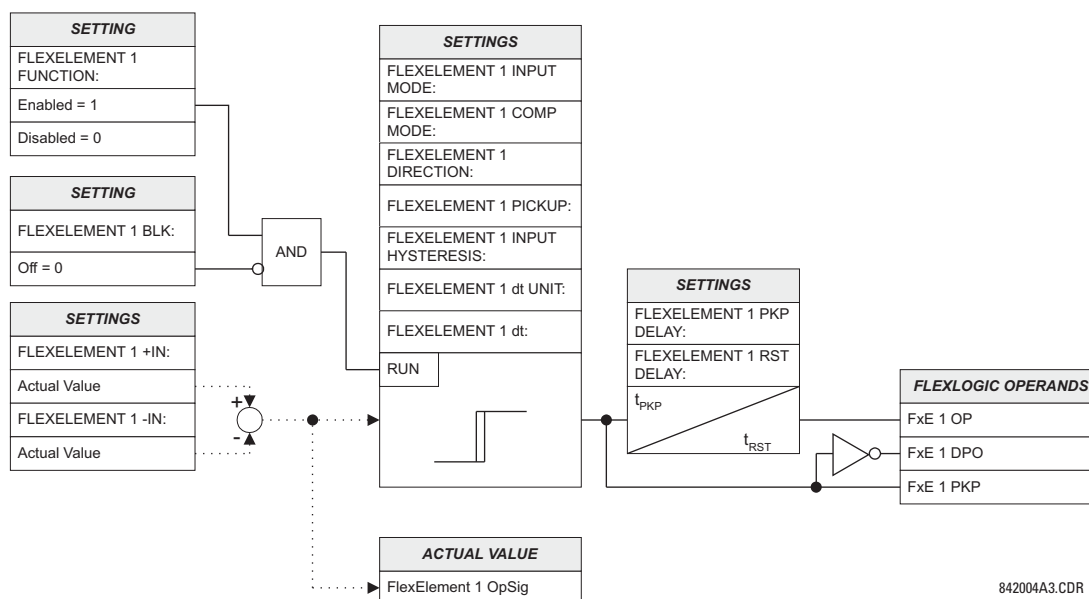 SETTING
FLEXELEMENT 1
FUNCTION:
Enabled = 1
Disabled = 0
SETTING
FLEXELEMENT 1 BLK:
Off = 0
SETTINGS
FLEXELEMENT 1 +IN:
Actual Value
FLEXELEMENT 1 -IN:
Actual Value
+
-
AND
SETTINGS
FLEXELEMENT 1 INPUT
MODE:
FLEXELEMENT 1 COMP
MODE:
FLEXELEMENT 1
DIRECTION:
FLEXELEMENT 1 PICKUP:
FLEXELEMENT 1 INPUT
HYSTERESIS:
FLEXELEMENT 1 dt UNIT:
FLEXELEMENT 1 dt:
RUN
ACTUAL VALUE
FlexElement 1 OpSig
SETTINGS
FLEXELEMENT 1 PKP
DELAY:
FLEXELEMENT 1 RST
DELAY:
tPKP
tRST
FLEXLOGIC OPERANDS
FxE 1 OP
FxE 1 DPO
FxE 1 PKP
842004A3.CDR